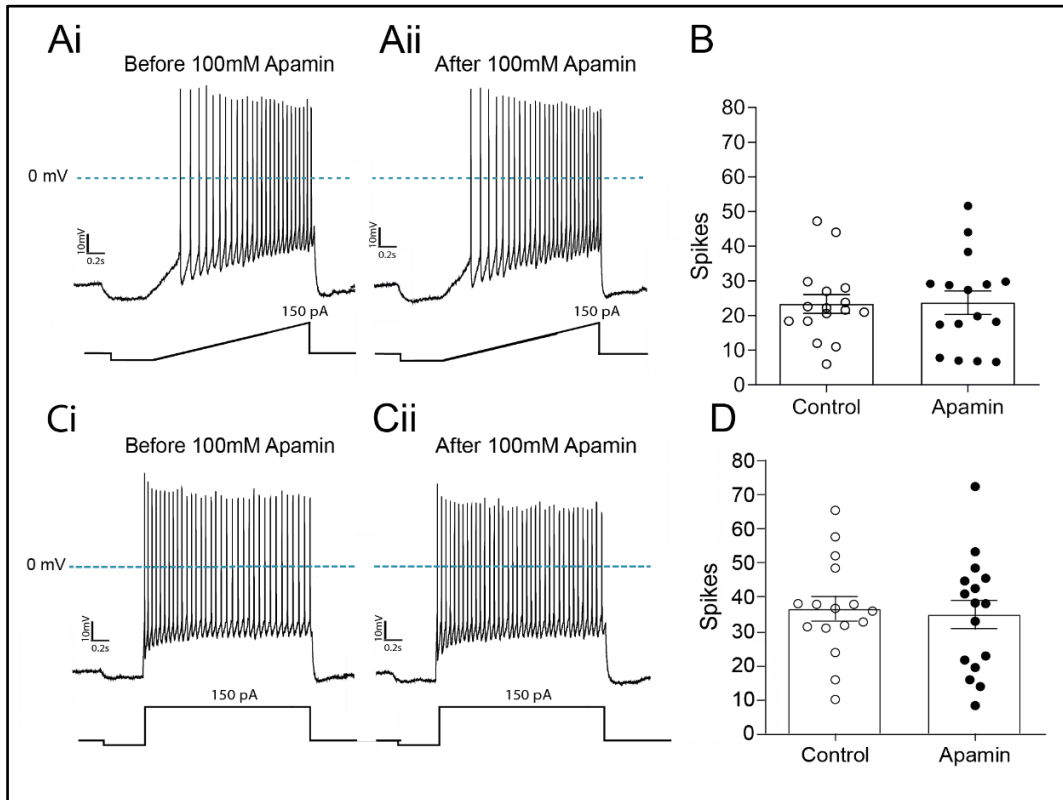 Ai
Before 100mM Apamin
0 mV
10mV
0.2s
150 pA
Aii
After 100mM Apamin
10mV
0.2s
150 pA
B
Spikes
80
70
60
50
40
30
20
10
0
Control Apamin
Ci
Before 100mM Apamin
0 mV
10mV
0.2s
150 pA
Cii
After 100mM Apamin
10mV
0.2s
150 pA
D
Spikes
80
70
60
50
40
30
20
10
0
Control Apamin